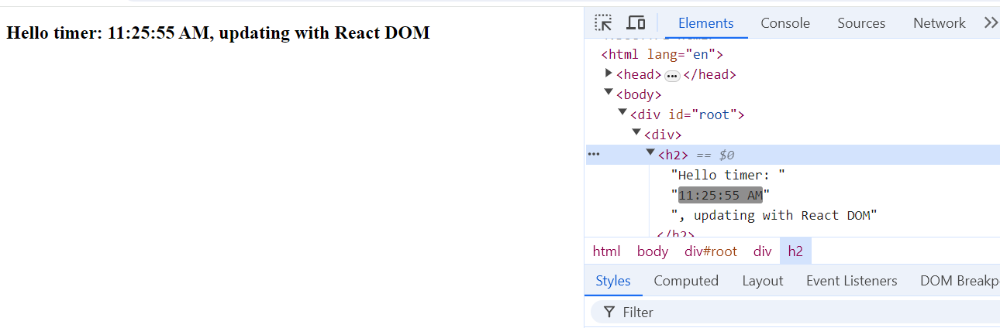 Hello timer: 11:25:55 AM, updating with React DOM
Elements Console Sources Network
<html lang="en">
<head> ••• </head>
<body>
<div id="root">
<div>
••• <h2> == $0
"Hello timer: "
"11:25:55 AM"
", updating with React DOM"
</h2>
html body div#root div h2
Styles Computed Layout Event Listeners DOM Breakp
Filter